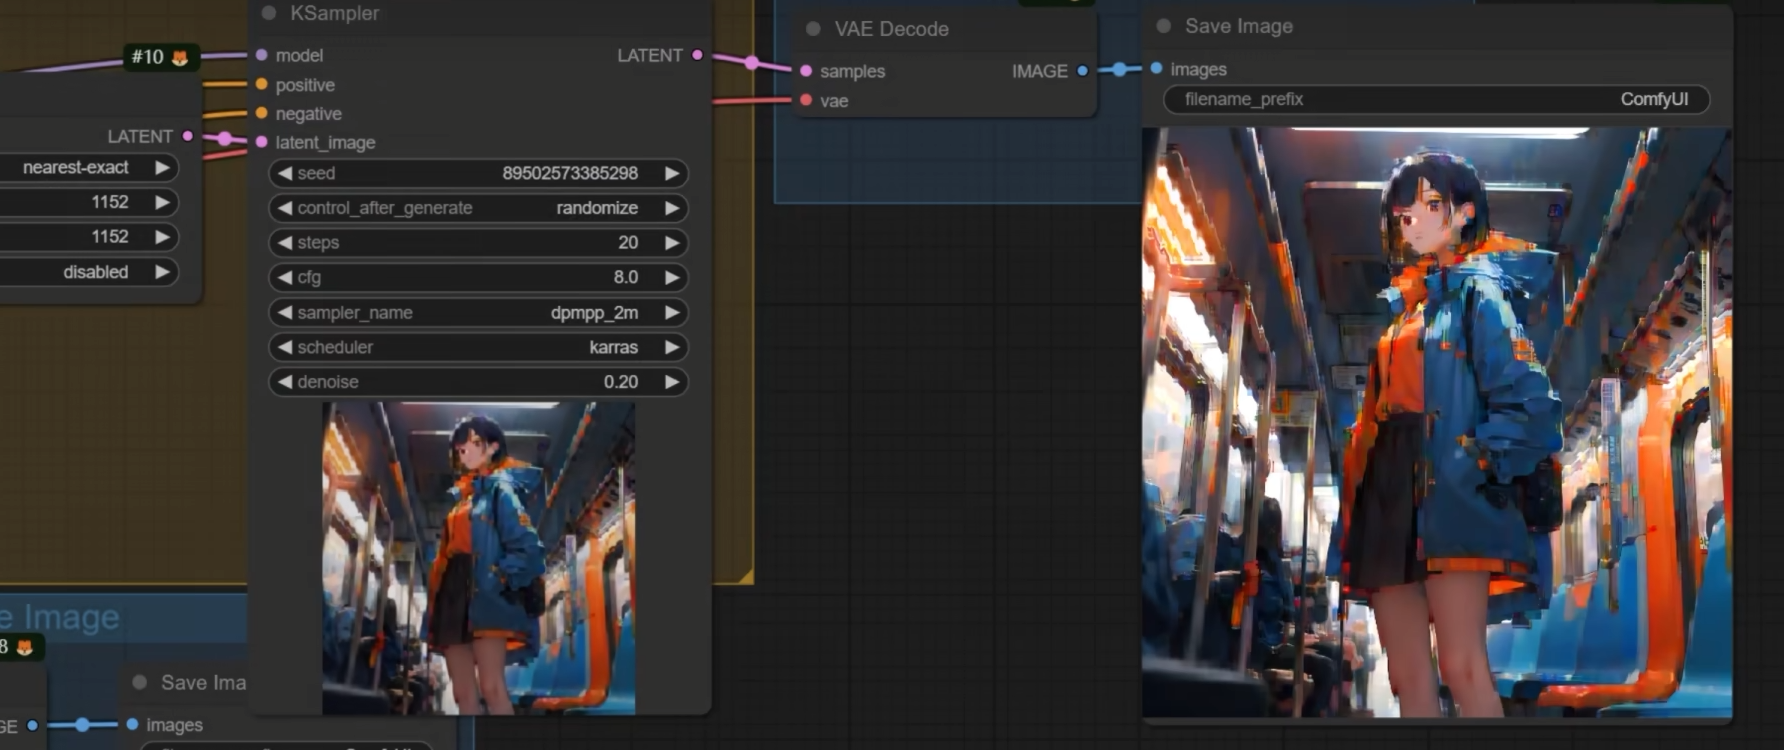 KSampler
#10
model
LATENT
positive
negative
latent_image
LATENT
nearest-exact
1152
1152
disabled
seed 89502573385298
control_after_generate randomize
steps 20
cfg 8.0
sampler_name dpmpp_2m
scheduler karras
denoise 0.20
VAE Decode
samples IMAGE
vae
Save Image
images
filename_prefix ComfyUI
e Image
8
Save Ima
GE
images